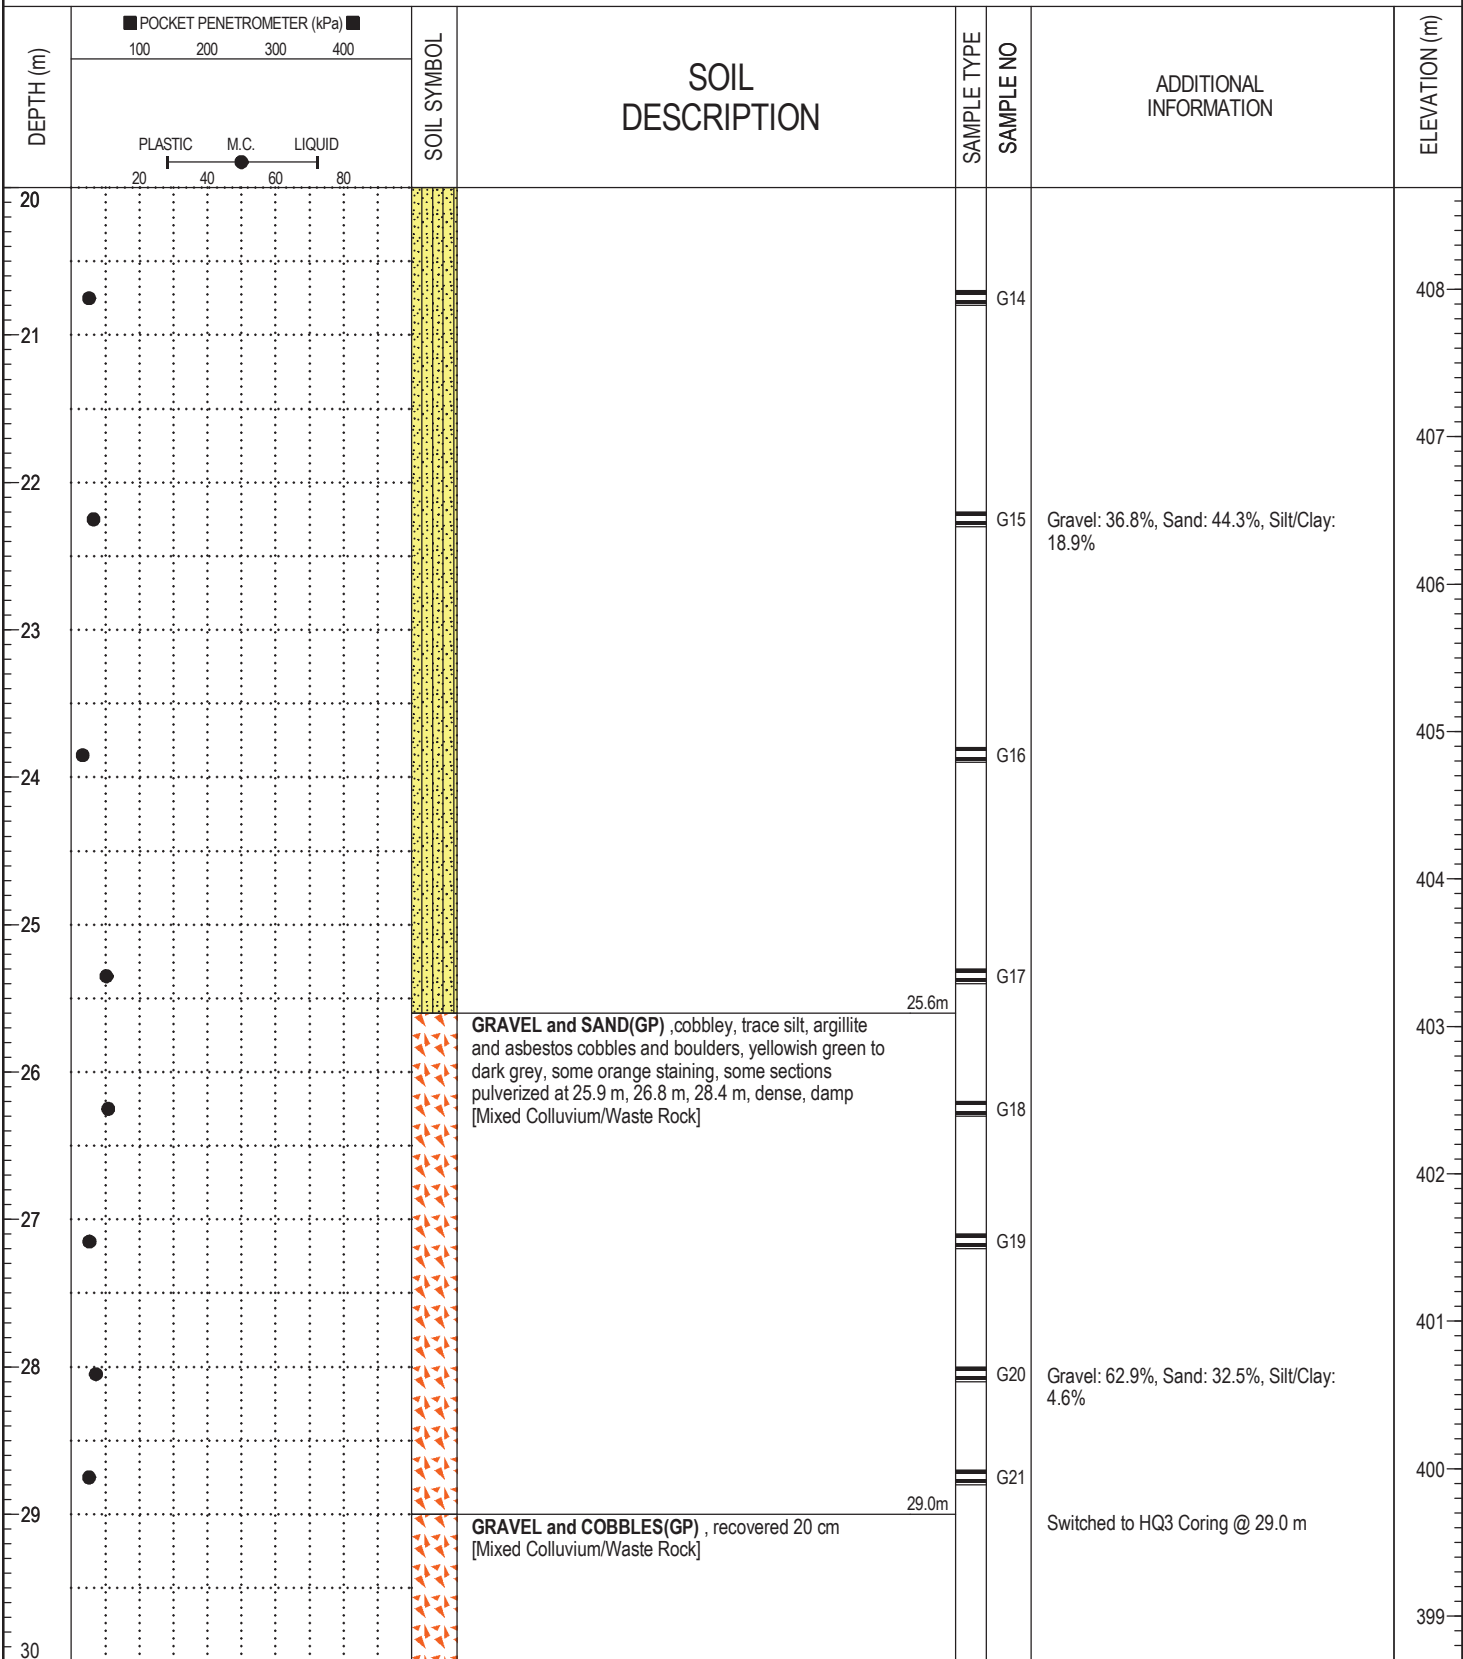 POCKET PENETROMETER (kPa)
100 200 300 400
DEPTH (m)
PLASTIC M.C. LIQUID
20 40 60 80
SOIL SYMBOL
SOIL
DESCRIPTION
SAMPLE TYPE
SAMPLE NO
ADDITIONAL
INFORMATION
ELEVATION (m)
20
G14
408
21
407
22
G15 Gravel: 36.8%, Sand: 44.3%, Silt/Clay:
18.9%
406
23
405
G16
24
404
25
G17
25.6m
GRAVEL and SAND(GP) ,cobbley, trace silt, argillite
403
and asbestos cobbles and boulders, yellowish green to
dark grey, some orange staining, some sections
26
pulverized at 25.9 m, 26.8 m, 28.4 m, dense, damp
[Mixed Colluvium/Waste Rock]
G18
402
27
G19
401
28
G20 Gravel: 62.9%, Sand: 32.5%, Silt/Clay:
4.6%
400
G21
29.0m
29
GRAVEL and COBBLES(GP) , recovered 20 cm
[Mixed Colluvium/Waste Rock]
Switched to HQ3 Coring @ 29.0 m
399
30